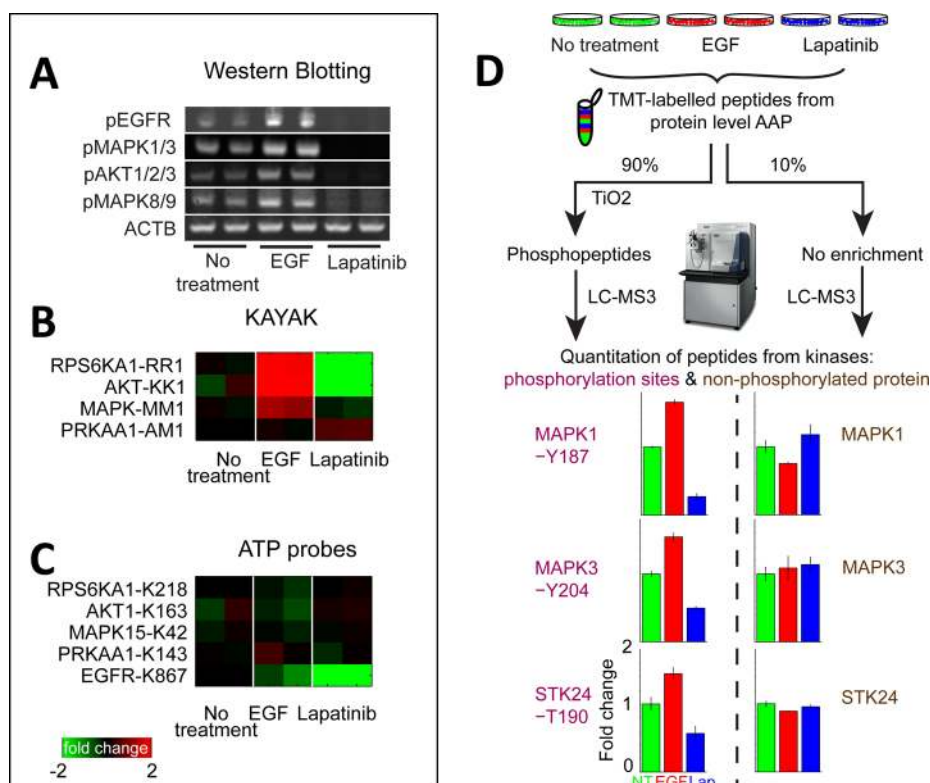 A
Western Blotting
pEGFR
pMAPK1/3
pAKT1/2/3
pMAPK8/9
ACTB
No treatment
EGF
Lapatinib
B
KAYAK
RPS6KA1-RR1
AKT-KK1
MAPK-MM1
PRKAA1-AM1
No treatment
EGF
Lapatinib
C
ATP probes
RPS6KA1-K218
AKT1-K163
MAPK15-K42
PRKAA1-K143
EGFR-K867
No treatment
EGF
Lapatinib
fold change
-2
2
D
No treatment
EGF
Lapatinib
TMT-labelled peptides from
protein level AAP
90%
10%
TiO2
Phosphopeptides
No enrichment
LC-MS3
LC-MS3
Quantitation of peptides from kinases:
phosphorylation sites & non-phosphorylated protein
MAPK1
−Y187
MAPK1
MAPK3
−Y204
MAPK3
STK24
−T190
STK24
2
1
0
Fold change
NT EGF Lap